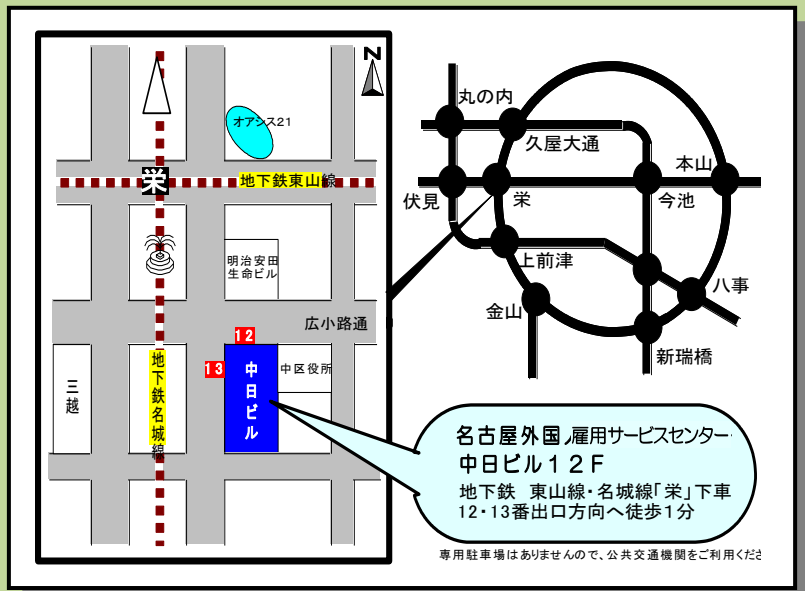 N
オアシス21
栄
地下鉄東山線
明治安田
生命ビル
広小路通
12
13
中日ビル
中区役所
三越
地下鉄名城線
丸の内
久屋大通
本山
伏見
栄
今池
上前津
八事
金山
新瑞橋
名古屋外国人雇用サービスセンター
中日ビル12F
地下鉄 東山線・名城線「栄」下車
12・13番出口方向へ徒歩1分
専用駐車場はありませんので、公共交通機関をご利用くださ